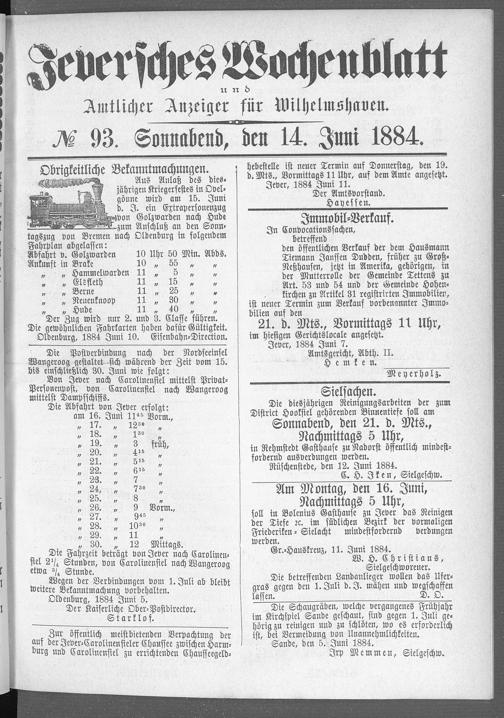 Jeversches Wochenblatt
und
Amtlicher Anzeiger für Wilhelmshaven.
№ 93. Sonnabend, den 14. Juni 1884.
Obrigkeitliche Bekanntmachungen.
Aus Anlaß des dies-
jährigen Kriegerfestes in Ovel-
gönne wird am 15. Juni
d. J. ein Extrapersonenzug
von Golzwarden nach Hude
zum Anschluß an den Sonn-
tagszug von Bremen nach Oldenburg in folgendem
Fahrplan abgelassen:
Abfahrt v. Golzwarden 10 Uhr 50 Min. Abds.
Ankunft in Brake 10 „ 55 „ „
„ „ Hammelwarden 11 „ 5 „ „
„ „ Elsfleth 11 „ 15 „ „
„ „ Berne 11 „ 25 „ „
„ „ Neuenkoop 11 „ 30 „ „
„ „ Hude 11 „ 40 „ „
Der Zug wird nur 2. und 3. Classe führen.
Die gewöhnlichen Fahrkarten haben dafür Gültigkeit.
Oldenburg, 1884 Juni 10. Eisenbahn-Direction.
Die Postverbindung nach der Nordseeinsel
Wangeroog gestaltet sich während der Zeit vom 15.
bis einschließlich 30. Juni wie folgt:
Von Jever nach Carolinensiel mittelst Privat-
Personenpost, von Carolinensiel nach Wangeroog
mittelst Dampfschiffs.
Die Abfahrt von Jever erfolgt:
am 16. Juni 11⁴⁵ Vorm.,
„ 17. „ 12³⁰ „
„ 18. „ 1³⁰ „
„ 19. „ 3 früh,
„ 20. „ 4¹⁵ „
„ 21. „ 5¹⁵ „
„ 22. „ 6¹⁵ „
„ 23. „ 7 „
„ 24. „ 7³⁰ „
„ 25. „ 8 „
„ 26. „ 9 Vorm.,
„ 27. „ 9⁴⁵ „
„ 28. „ 10³⁰ „
„ 29. „ 11 „
„ 30. „ 12 Mittags.
Die Fahrzeit beträgt von Jever nach Carolinen-
siel 2¼ Stunden, von Carolinensiel nach Wangeroog
etwa ¾ Stunde.
Wegen der Verbindungen vom 1. Juli ab bleibt
weitere Bekanntmachung vorbehalten.
Oldenburg, 1884 Juni 5.
Der Kaiserliche Ober-Postdirector.
Starklof.
Zur öffentlich meistbietenden Verpachtung der
auf der Jever-Carolinensieler Chaussee zwischen Harm-
burg und Carolinensiel zu errichtenden Chausseegeld-
hebestelle ist neuer Termin auf Donnerstag, den 19.
d. Mts., Vormittags 11 Uhr, auf dem Amte angesetzt.
Jever, 1884 Juni 11.
Der Amtsvorstand.
Hayessen.
Immobil-Verkauf.
In Convocationssachen,
betreffend
den öffentlichen Verkauf der dem Hausmann
Tiemann Janssen Dudden, früher zu Groß-
Neßhausen, jetzt in Amerika, gehörigen, in
der Mutterrolle der Gemeinde Tettens zu
Art. 53 und 54 und der Gemeinde Hohen-
kirchen zu Artikel 31 registrirten Immobilien,
ist neuer Termin zum Verkauf vorbenannter Immo-
bilien auf den
21. d. Mts., Vormittags 11 Uhr,
im hiesigen Gerichtslocale angesetzt.
Jever, 1884 Juni 7.
Amtsgericht, Abth. II.
Hemken.
Meyerholz.
Sielsachen.
Die diesjährigen Reinigungsarbeiten der zum
District Hooksiel gehörenden Binnentiefe soll am
Sonnabend, den 21. d. Mts.,
Nachmittags 5 Uhr,
in Rehmstedt Gasthause zu Nadorst öffentlich mindest-
fordernd ausverdungen werden.
Rüschenstede, den 12. Juni 1884.
C. H. Iken, Sielgeschw.
Am Montag, den 16. Juni,
Nachmittags 5 Uhr,
soll in Bolenius Gasthause zu Jever das Reinigen
der Tiefe ꝛc. im südlichen Bezirk der vormaligen
Friederiken-Sielacht mindestfordernd verdungen
werden.
Gr.-Hauskreuz, 11. Juni 1884.
W. H. Christians,
Sielgeschworener.
Die betreffenden Landanlieger wollen das Ufer-
gras gegen den 1. Juli d. J. mähen und wegschaffen
lassen. D. O.
Die Schaugräben, welche vergangenes Frühjahr
im Kirchspiel Sande geschaut, sind gegen 1. Juli ge-
hörig zu reinigen und zu schlöten, wo es erforderlich
ist, bei Vermeidung von Unannehmlichkeiten.
Sande, den 5. Juni 1884.
Irp Memmen, Sielgeschw.